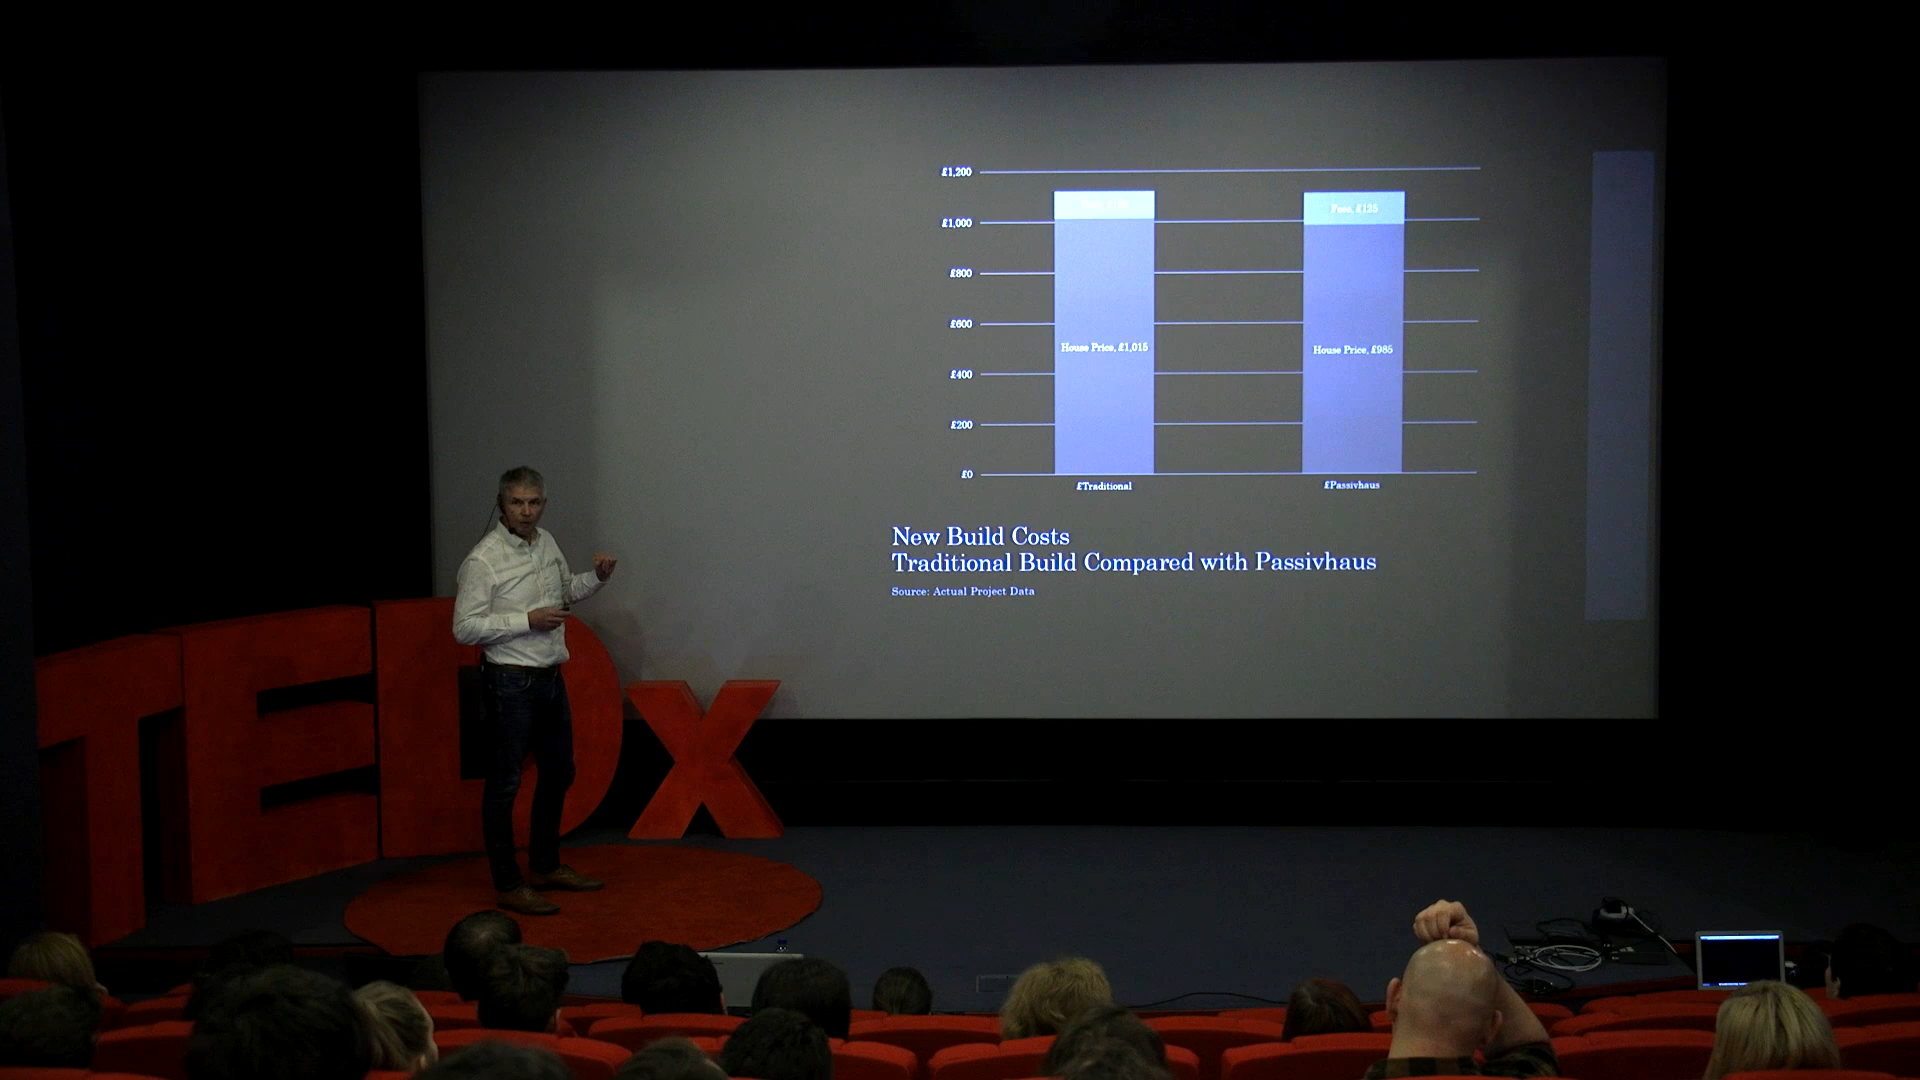 £1,200
£1,000
£800
£600
£400
£200
£0
Fees, £125
House Price, £1,015
House Price, £985
£Traditional
£Passivhaus
New Build Costs
Traditional Build Compared with Passivhaus
Source: Actual Project Data
TEDx